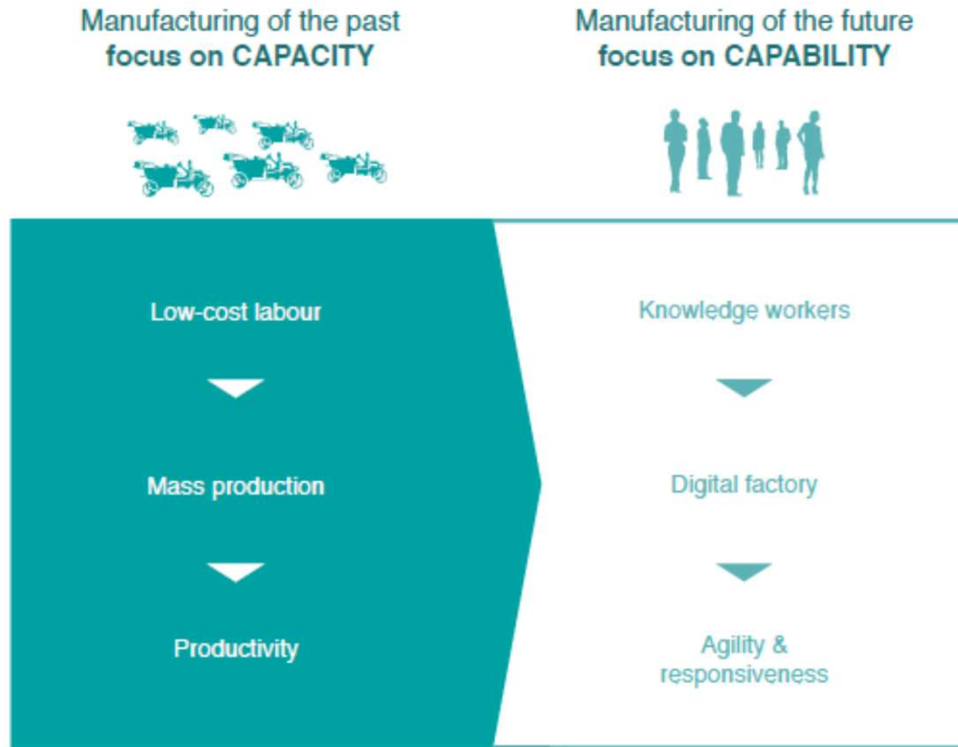 Manufacturing of the past
focus on CAPACITY
Manufacturing of the future
focus on CAPABILITY
Low-cost labour
Mass production
Productivity
Knowledge workers
Digital factory
Agility &
responsiveness